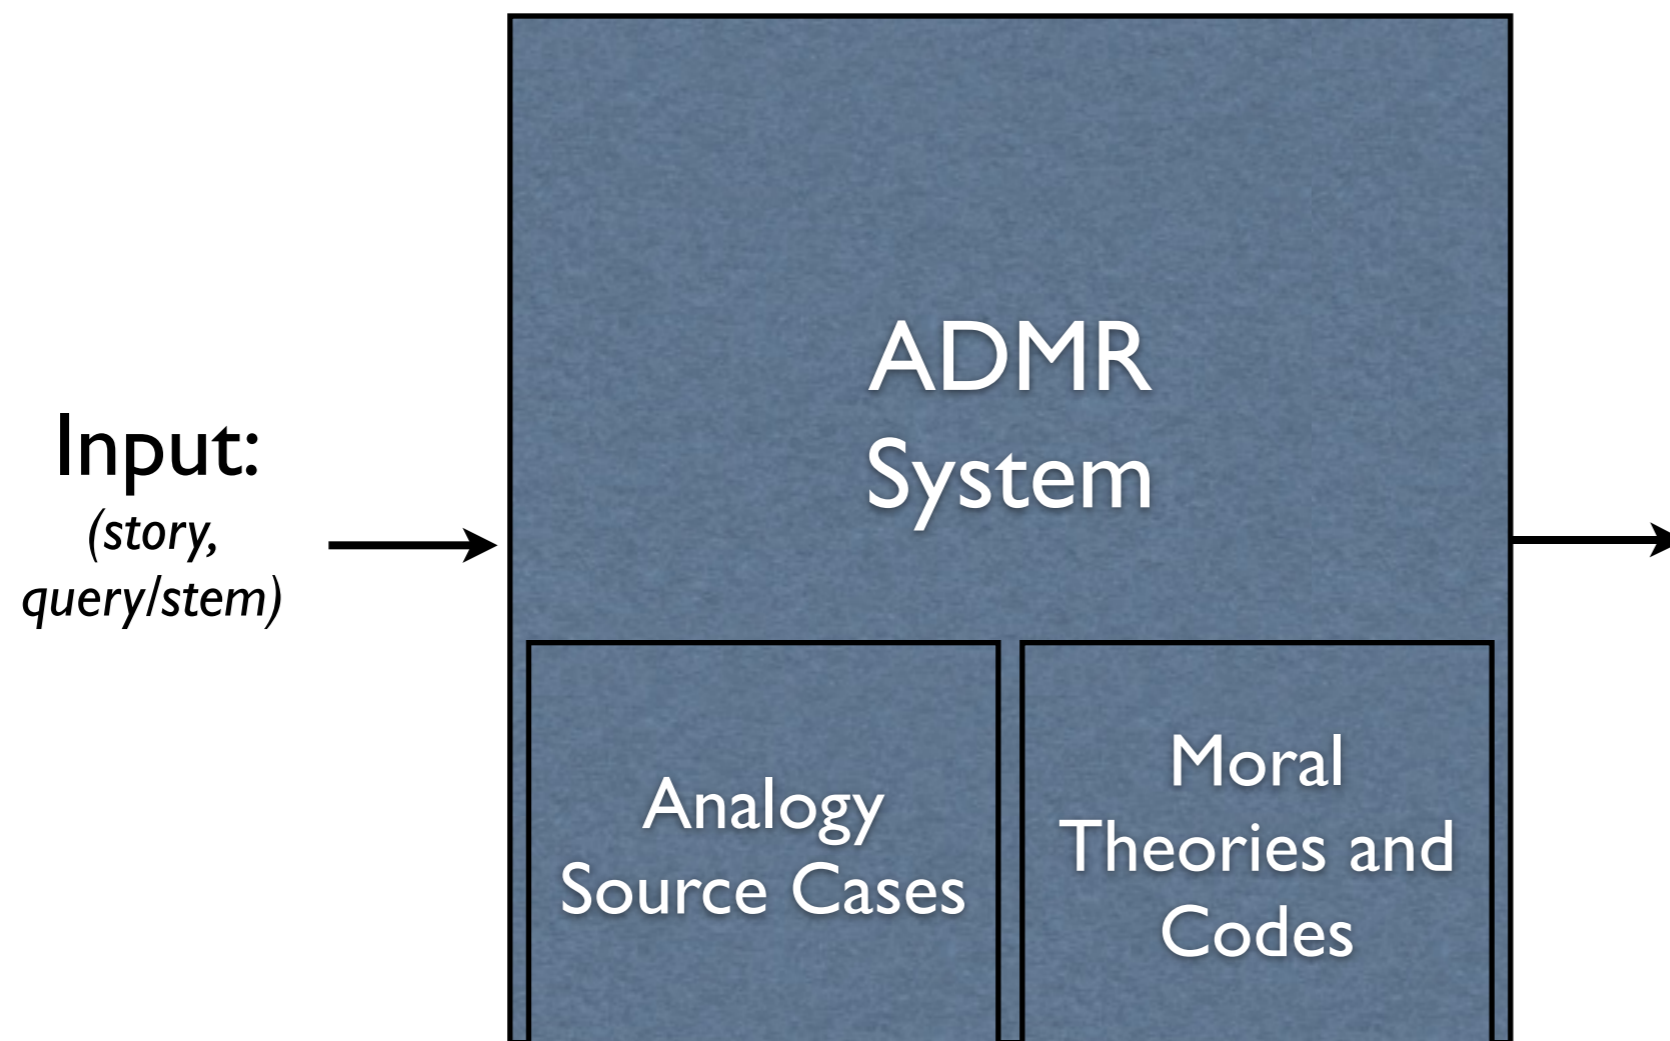 ADMR
System
Input:
(story,
query/stem)
Analogy
Source Cases
Moral
Theories and
Codes